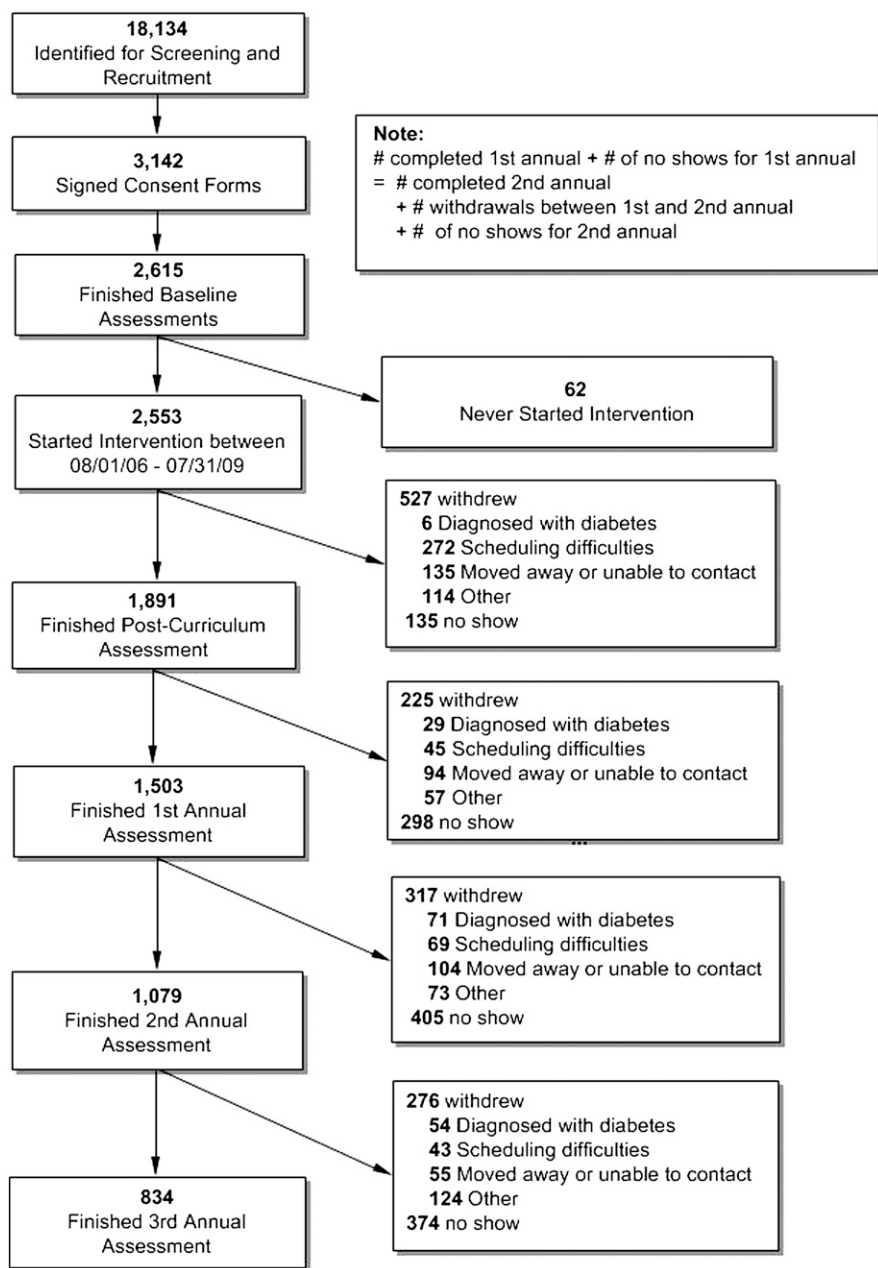 18,134
Identified for Screening and
Recruitment
3,142
Signed Consent Forms
Note:
# completed 1st annual + # of no shows for 1st annual
= # completed 2nd annual
+ # withdrawals between 1st and 2nd annual
+ # of no shows for 2nd annual
2,615
Finished Baseline
Assessments
62
Never Started Intervention
2,553
Started Intervention between
08/01/06 - 07/31/09
527 withdrew
6 Diagnosed with diabetes
272 Scheduling difficulties
135 Moved away or unable to contact
114 Other
135 no show
1,891
Finished Post-Curriculum
Assessment
225 withdrew
29 Diagnosed with diabetes
45 Scheduling difficulties
94 Moved away or unable to contact
57 Other
298 no show
...
1,503
Finished 1st Annual
Assessment
317 withdrew
71 Diagnosed with diabetes
69 Scheduling difficulties
104 Moved away or unable to contact
73 Other
405 no show
1,079
Finished 2nd Annual
Assessment
276 withdrew
54 Diagnosed with diabetes
43 Scheduling difficulties
55 Moved away or unable to contact
124 Other
374 no show
834
Finished 3rd Annual
Assessment